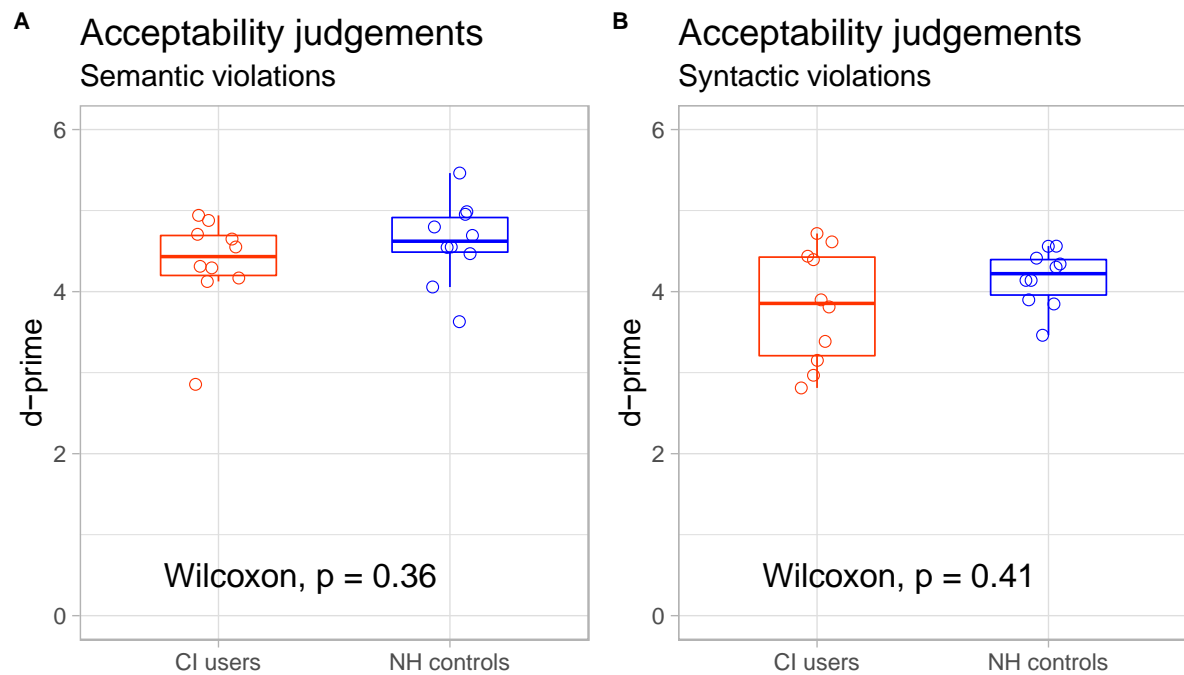 A
Acceptability judgements
Semantic violations
d−prime
6
4
2
0
Wilcoxon, p = 0.36
CI users
NH controls
B
Acceptability judgements
Syntactic violations
d−prime
6
4
2
0
Wilcoxon, p = 0.41
CI users
NH controls